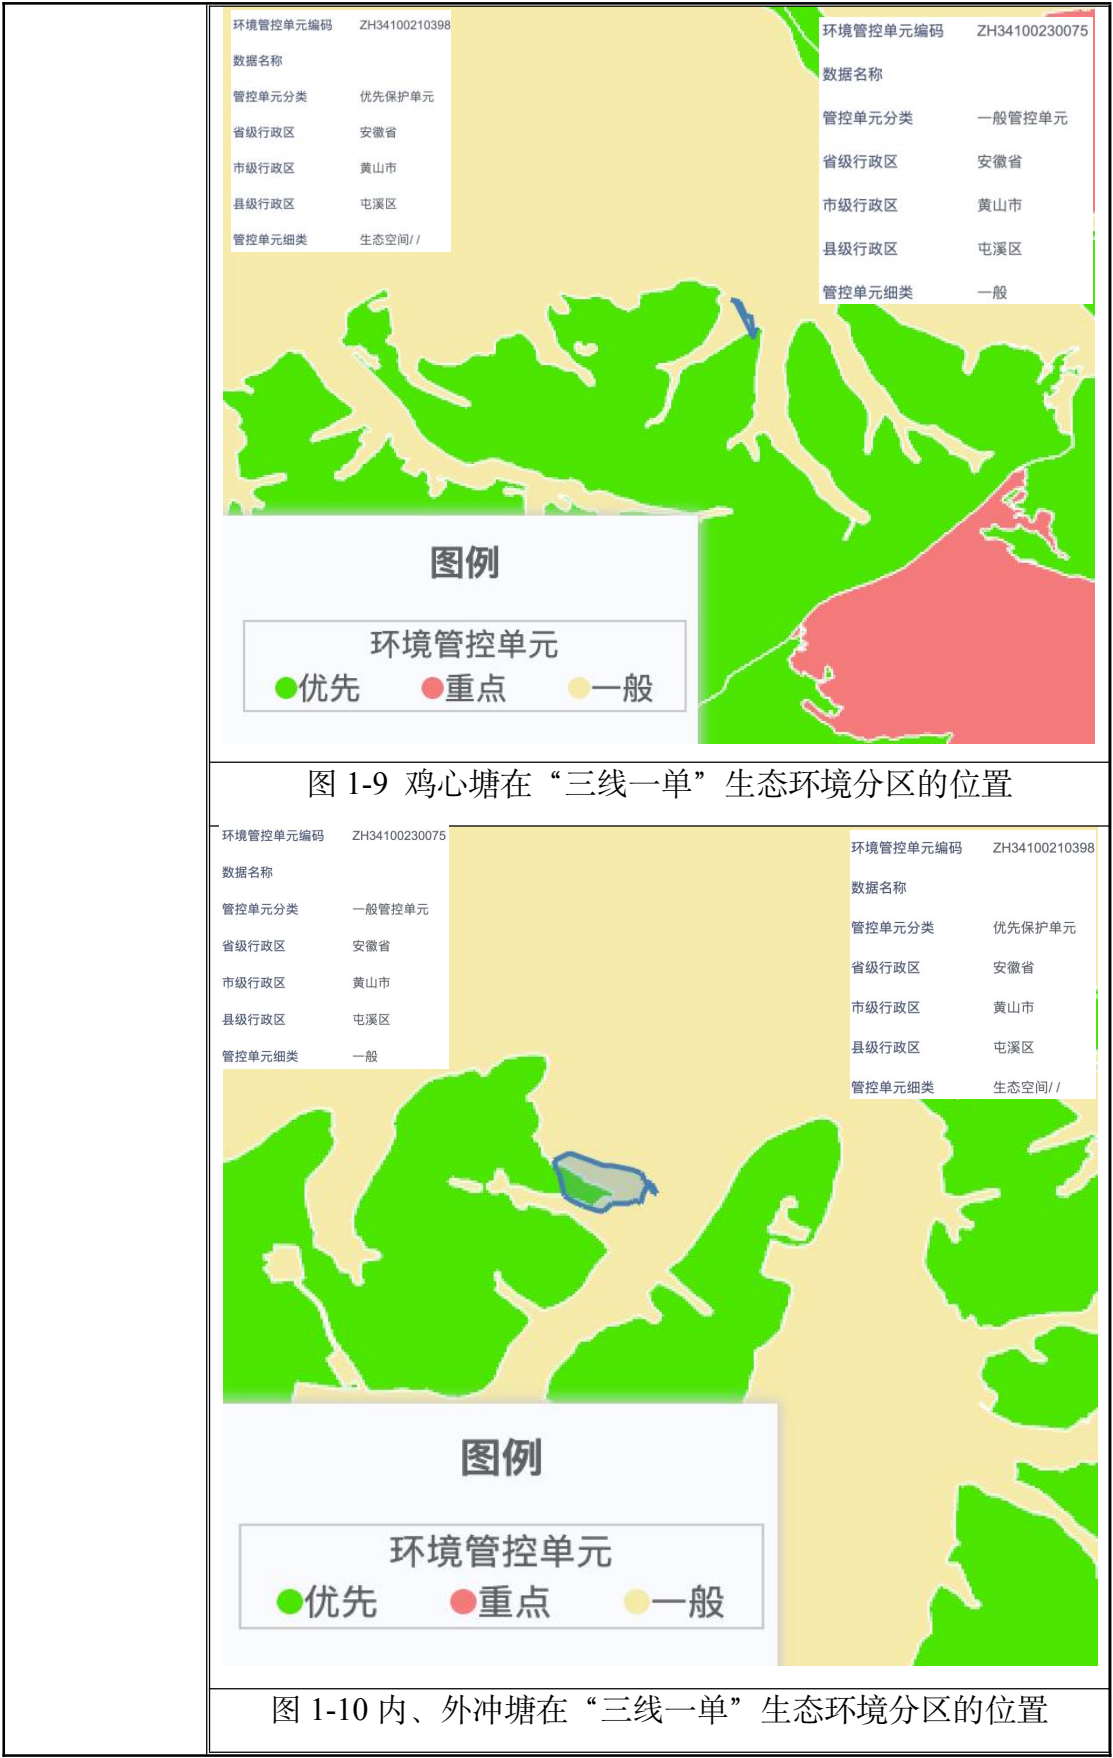 环境管控单元编码 ZH34100210398
数据名称
管控单元分类 优先保护单元
省级行政区 安徽省
市级行政区 黄山市
县级行政区 屯溪区
管控单元细类 生态空间/ /
环境管控单元编码 ZH34100230075
数据名称
管控单元分类 一般管控单元
省级行政区 安徽省
市级行政区 黄山市
县级行政区 屯溪区
管控单元细类 一般
图例
环境管控单元
优先 重点 一般
图 1-9 鸡心塘在“三线一单”生态环境分区的位置
环境管控单元编码 ZH34100230075
数据名称
管控单元分类 一般管控单元
省级行政区 安徽省
市级行政区 黄山市
县级行政区 屯溪区
管控单元细类 一般
环境管控单元编码 ZH34100210398
数据名称
管控单元分类 优先保护单元
省级行政区 安徽省
市级行政区 黄山市
县级行政区 屯溪区
管控单元细类 生态空间/ /
图例
环境管控单元
优先 重点 一般
图 1-10 内、外冲塘在“三线一单”生态环境分区的位置